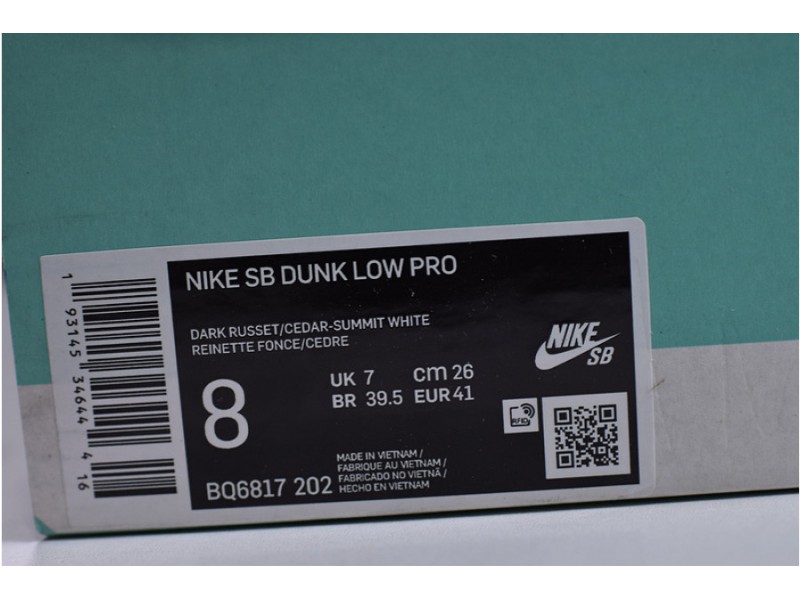 NIKE SB DUNK LOW PRO
DARK RUSSET/CEDAR-SUMMIT WHITE
REINETTE FONCE/CEDRE
8
UK 7 cm 26
BR 39.5 EUR 41
BQ6817 202
MADE IN VIETNAM/
FABRIQUE AU VIETNAM/
FABRICADO NO VIETNÃ/
HECHO EN VIETNAM
NIKE
SB
RFID
1 93145 34644 4 16